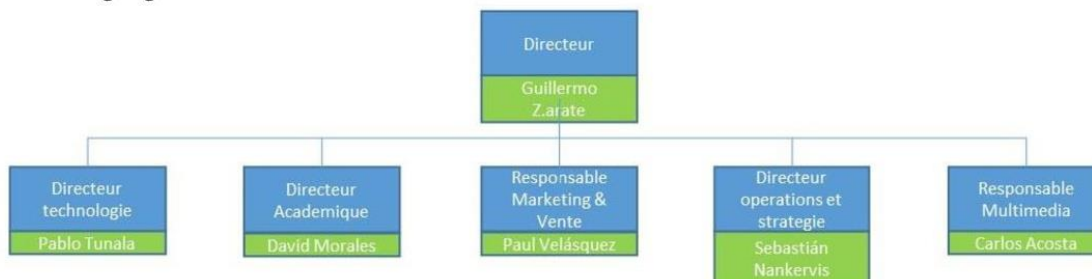 Directeur
Guillermo
Z.arate
Directeur
technologie
Pablo Tunala
Directeur
Academique
David Morales
Responsable
Marketing &
Vente
Paul Velásquez
Directeur
operations et
strategie
Sebastián
Nankervis
Responsable
Multimedia
Carlos Acosta